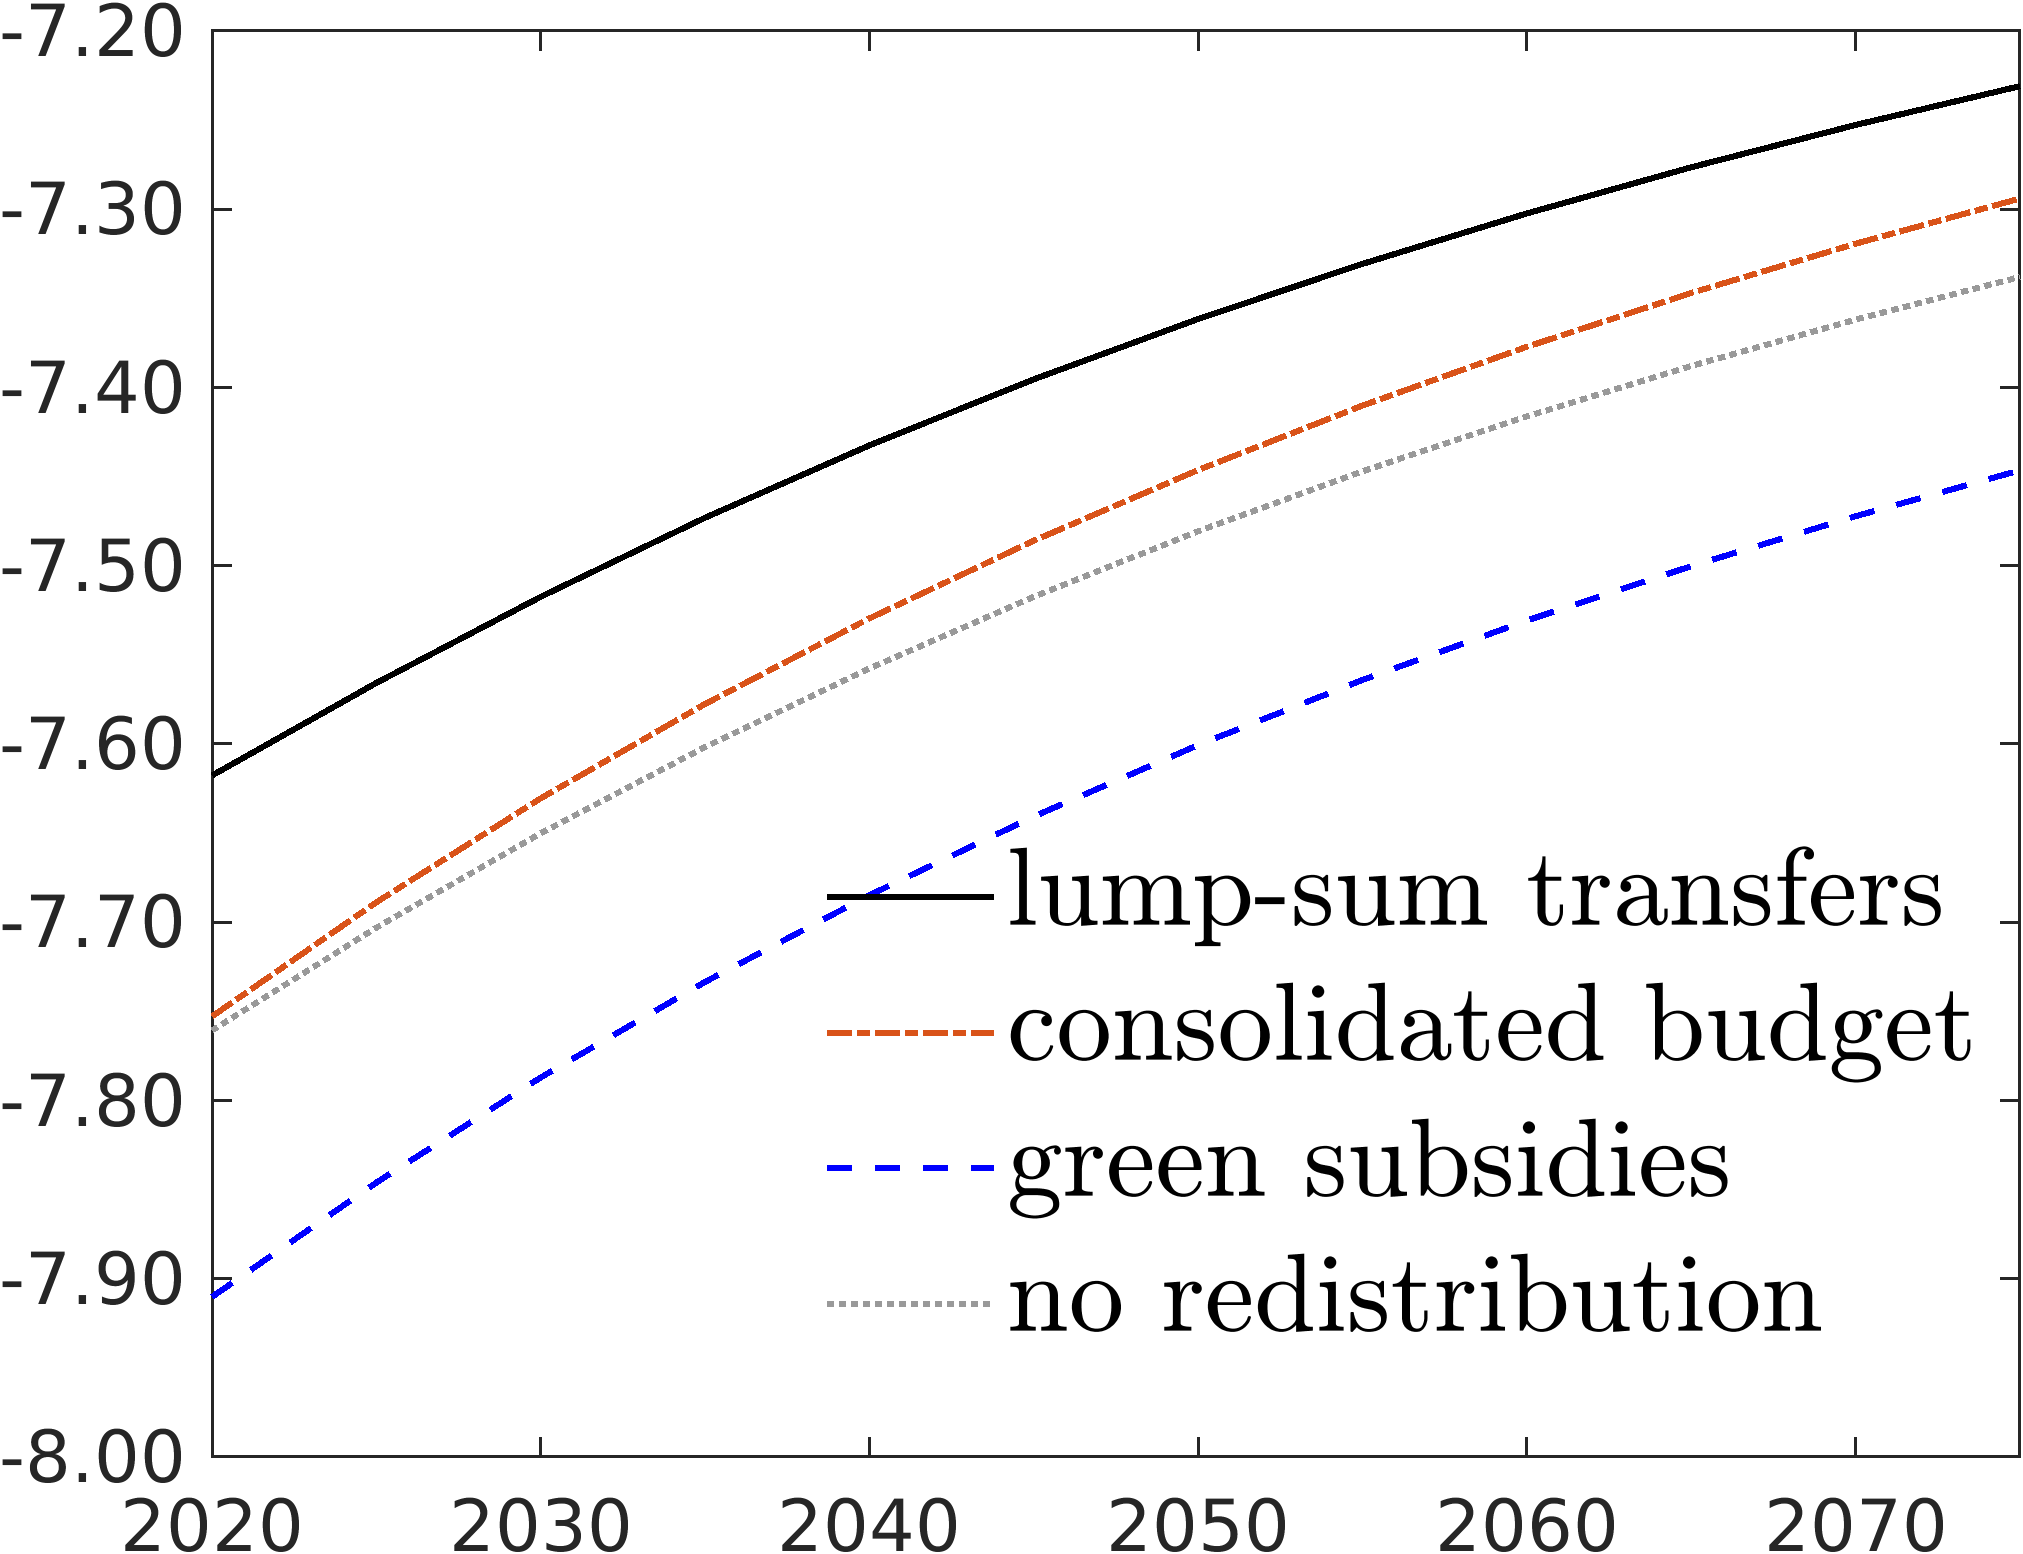 -7.20
-7.30
-7.40
-7.50
-7.60
-7.70
-7.80
-7.90
-8.00
2020 2030 2040 2050 2060 2070
lump-sum transfers
consolidated budget
green subsidies
no redistribution